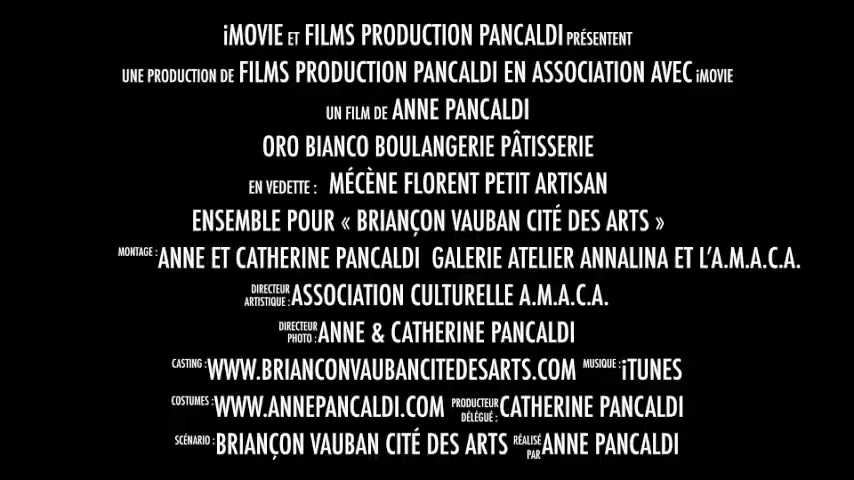 iMOVIE ET FILMS PRODUCTION PANCALDI PRÉSENTENT
UNE PRODUCTION DE FILMS PRODUCTION PANCALDI EN ASSOCIATION AVEC iMOVIE
UN FILM DE ANNE PANCALDI
ORO BIANCO BOULANGERIE PÂTISSERIE
EN VEDETTE : MÉCÈNE FLORENT PETIT ARTISAN
ENSEMBLE POUR « BRIANÇON VAUBAN CITÉ DES ARTS »
MONTAGE : ANNE ET CATHERINE PANCALDI GALERIE ATELIER ANNALINA ET L'A.M.A.C.A.
DIRECTEUR ARTISTIQUE : ASSOCIATION CULTURELLE A.M.A.C.A.
DIRECTEUR PHOTO : ANNE & CATHERINE PANCALDI
CASTING : WWW.BRIANCONVAUBANCITEDESARTS.COM MUSIQUE : iTUNES
COSTUMES : WWW.ANNEPANCALDI.COM PRODUCTEUR DÉLÉGUÉ : CATHERINE PANCALDI
SCÉNARIO : BRIANÇON VAUBAN CITÉ DES ARTS RÉALISÉ PAR ANNE PANCALDI